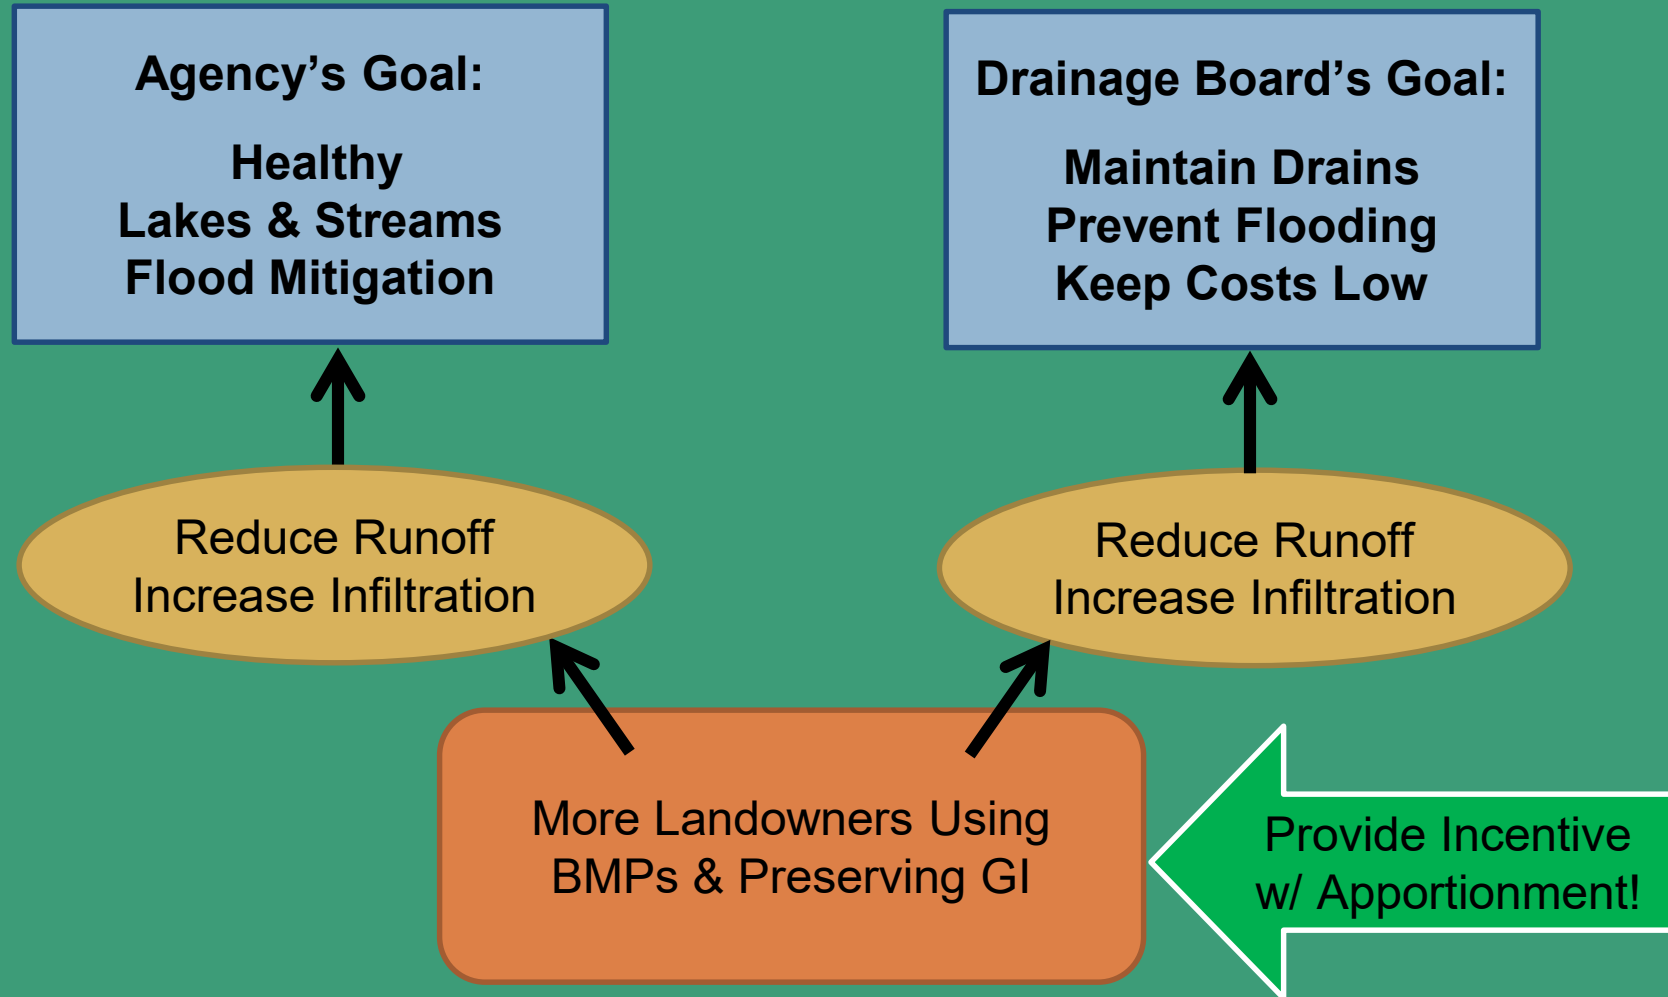 Agency’s Goal:
Healthy
Lakes & Streams
Flood Mitigation
Drainage Board’s Goal:
Maintain Drains
Prevent Flooding
Keep Costs Low
Reduce Runoff
Increase Infiltration
Reduce Runoff
Increase Infiltration
More Landowners Using
BMPs & Preserving GI
Provide Incentive
w/ Apportionment!